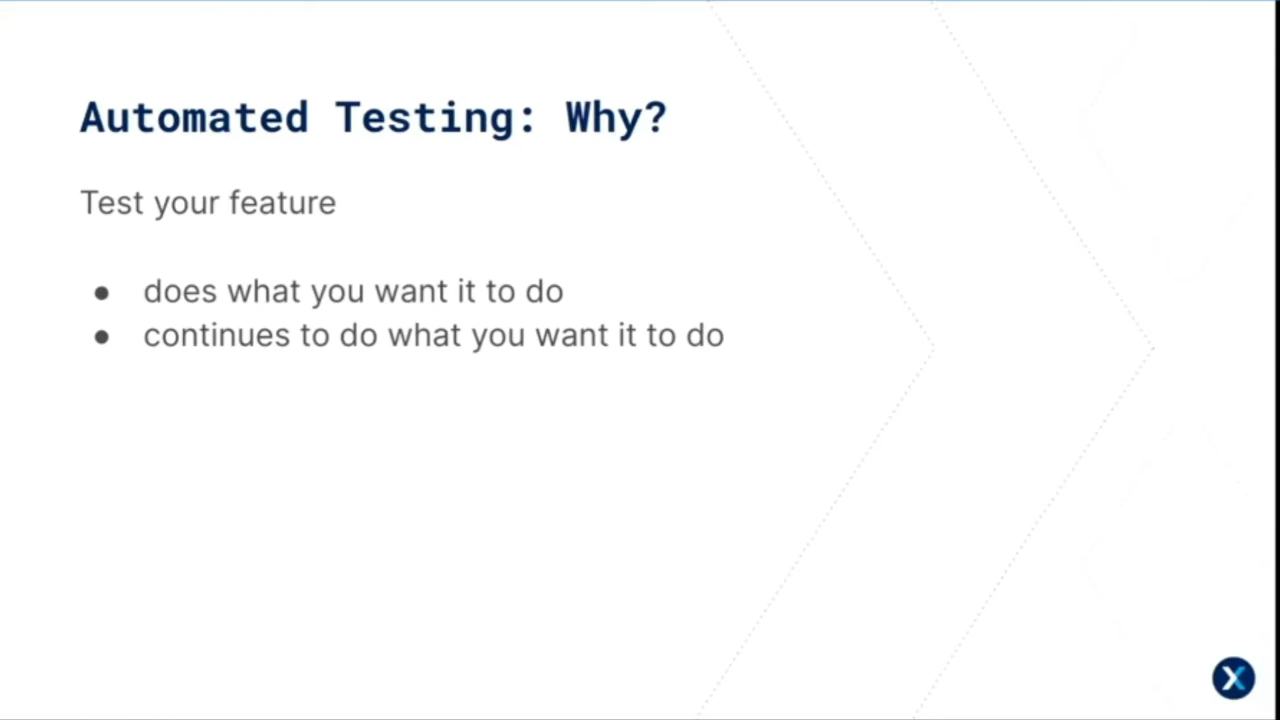 Automated Testing: Why?
Test your feature
● does what you want it to do
● continues to do what you want it to do